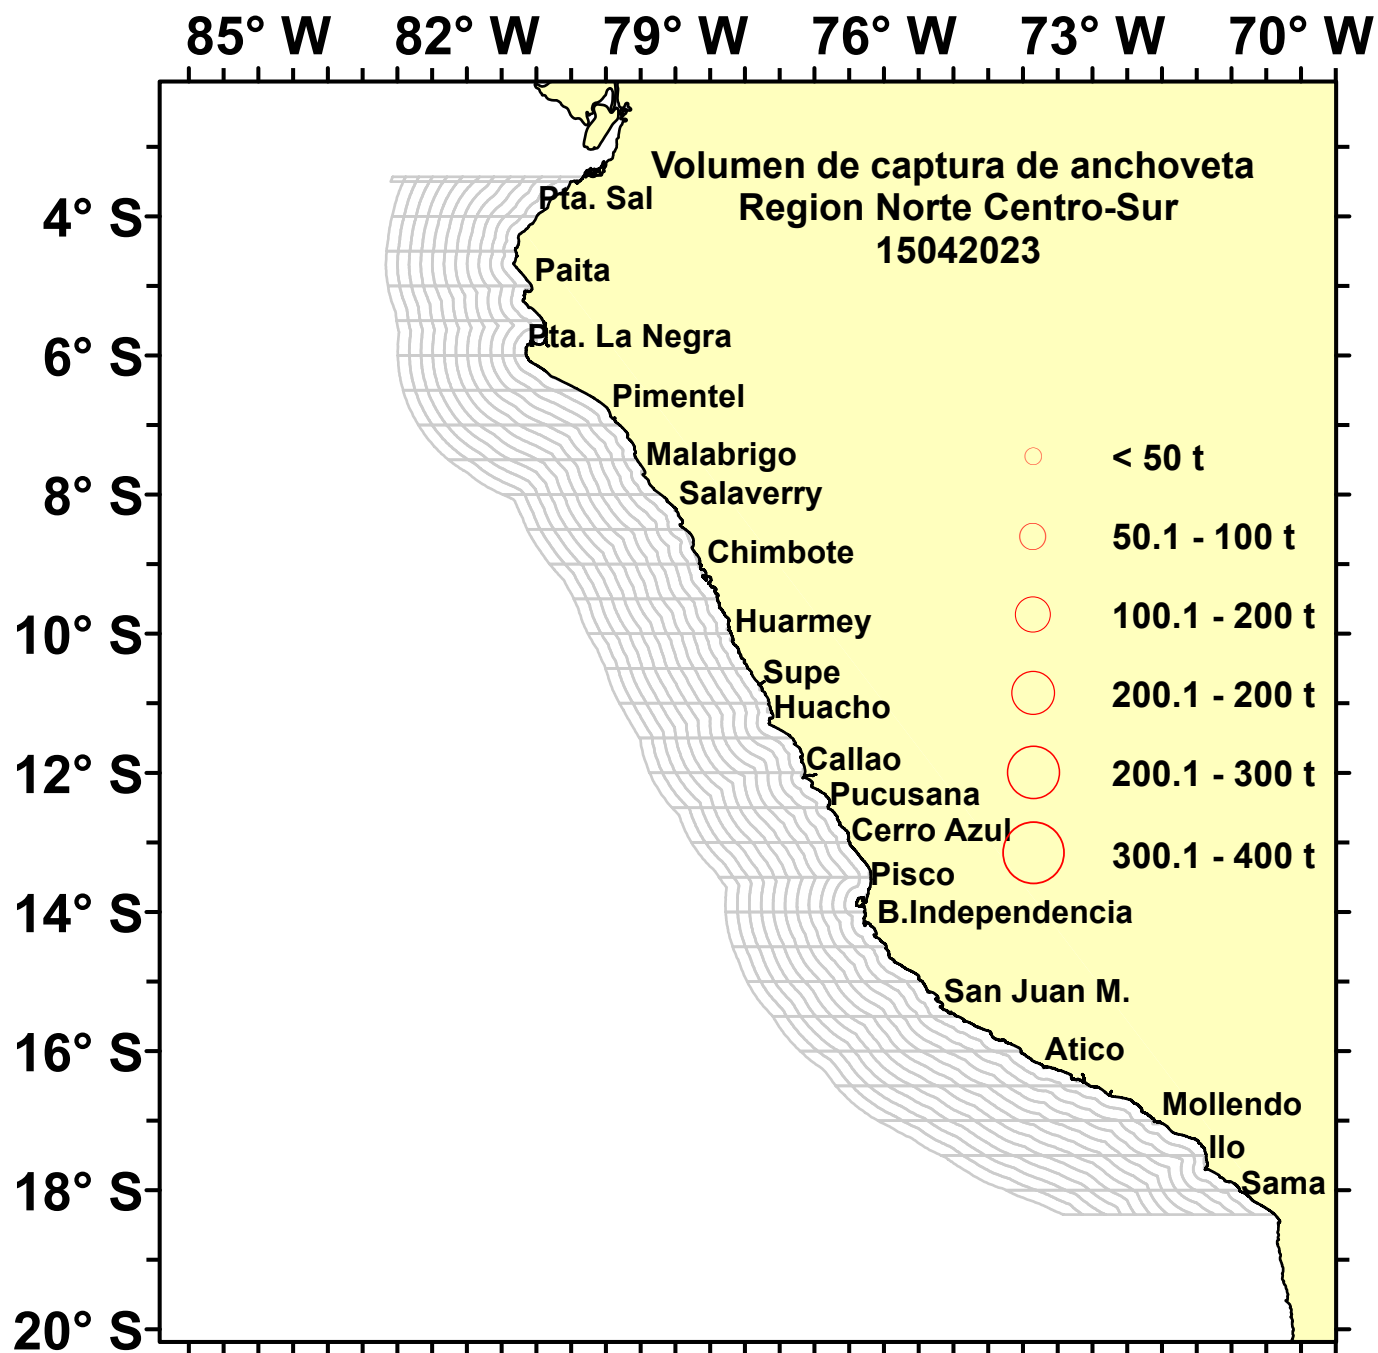 85° W 82° W 79° W 76° W 73° W 70° W
Volumen de captura de anchoveta
Region Norte Centro-Sur
15042023
4° S
6° S
8° S
10° S
12° S
14° S
16° S
18° S
20° S
Pta. Sal
Paita
Pta. La Negra
Pimentel
Malabrigo
Salaverry
Chimbote
Huarmey
Supe
Huacho
Callao
Pucusana
Cerro Azul
Pisco
B.Independencia
San Juan M.
Atico
Mollendo
Ilo
Sama
< 50 t
50.1 - 100 t
100.1 - 200 t
200.1 - 200 t
200.1 - 300 t
300.1 - 400 t